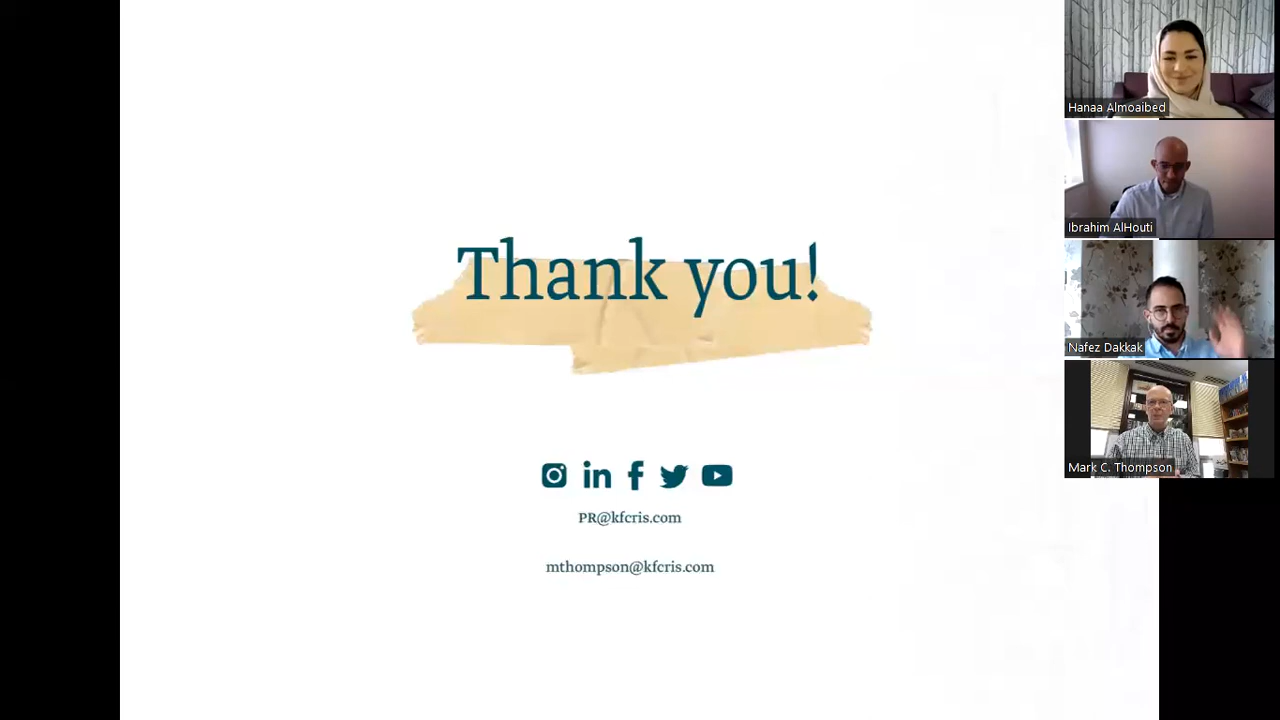 Thank you!
PR@kfcris.com
mthompson@kfcris.com
Hanaa Almoaibed
Ibrahim AlHouti
Nafez Dakkak
Mark C. Thompson